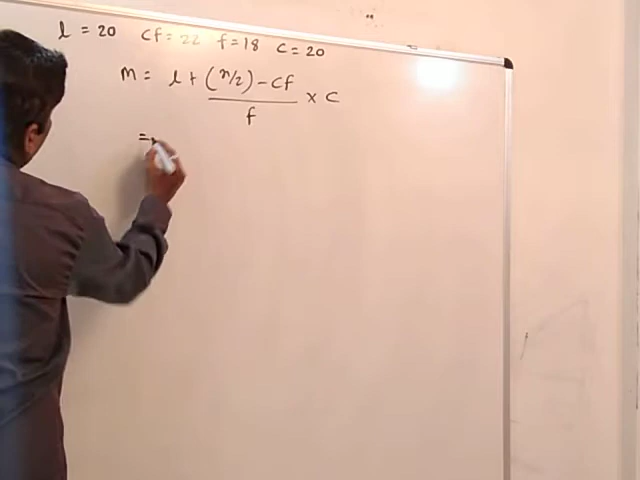 l = 20 cf = 22 f = 18 c = 20
m = l + (n/2) - cf / f × c
=